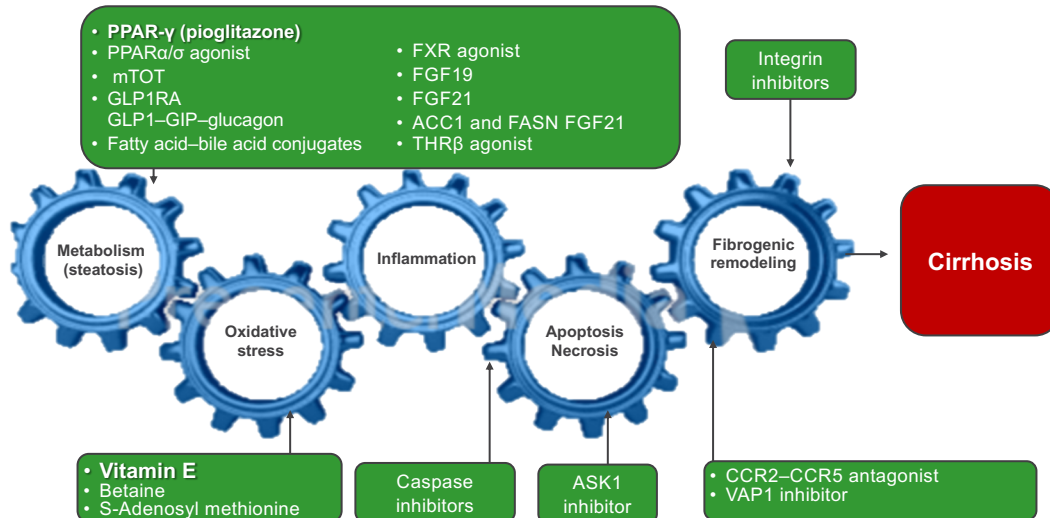 PPAR-γ (pioglitazone)
PPARα/σ agonist
mTOT
GLP1RA
GLP1–GIP–glucagon
Fatty acid–bile acid conjugates
FXR agonist
FGF19
FGF21
ACC1 and FASN FGF21
THRβ agonist
Integrin
inhibitors
Metabolism
(steatosis)
Oxidative
stress
Inflammation
Apoptosis
Necrosis
Fibrogenic
remodeling
Cirrhosis
Vitamin E
Betaine
S-Adenosyl methionine
Caspase
inhibitors
ASK1
inhibitor
CCR2–CCR5 antagonist
VAP1 inhibitor